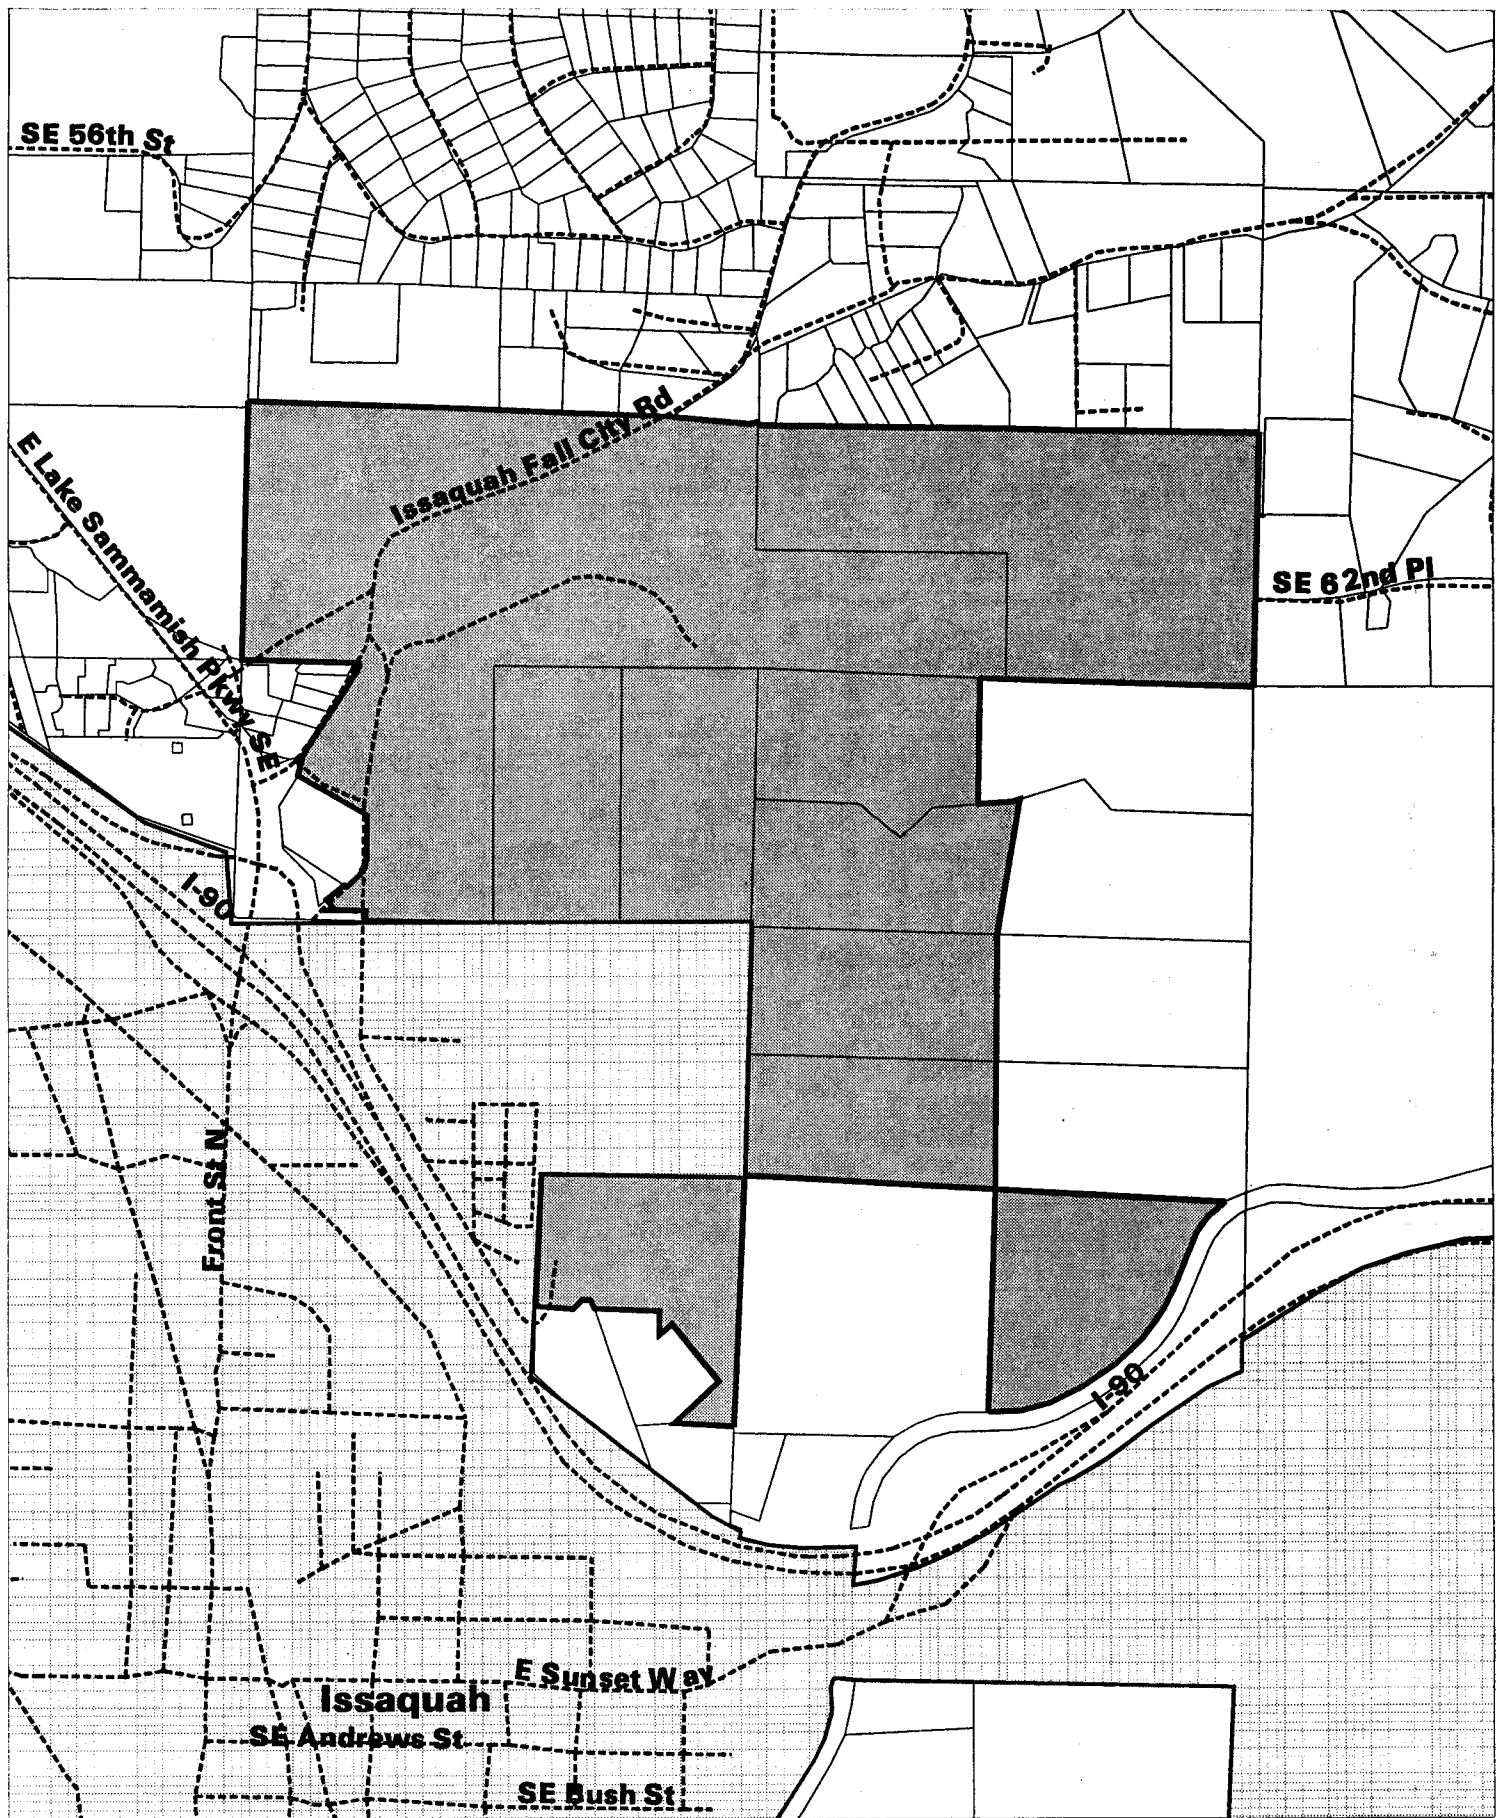 SE 56th St
Issaquah Fall City Rd
E Lake Sammamish Pkwy SE
SE 62nd Pl
I-90
Front St N
I-90
E Sunset Way
Issaquah
SE Andrews St
SE Bush St